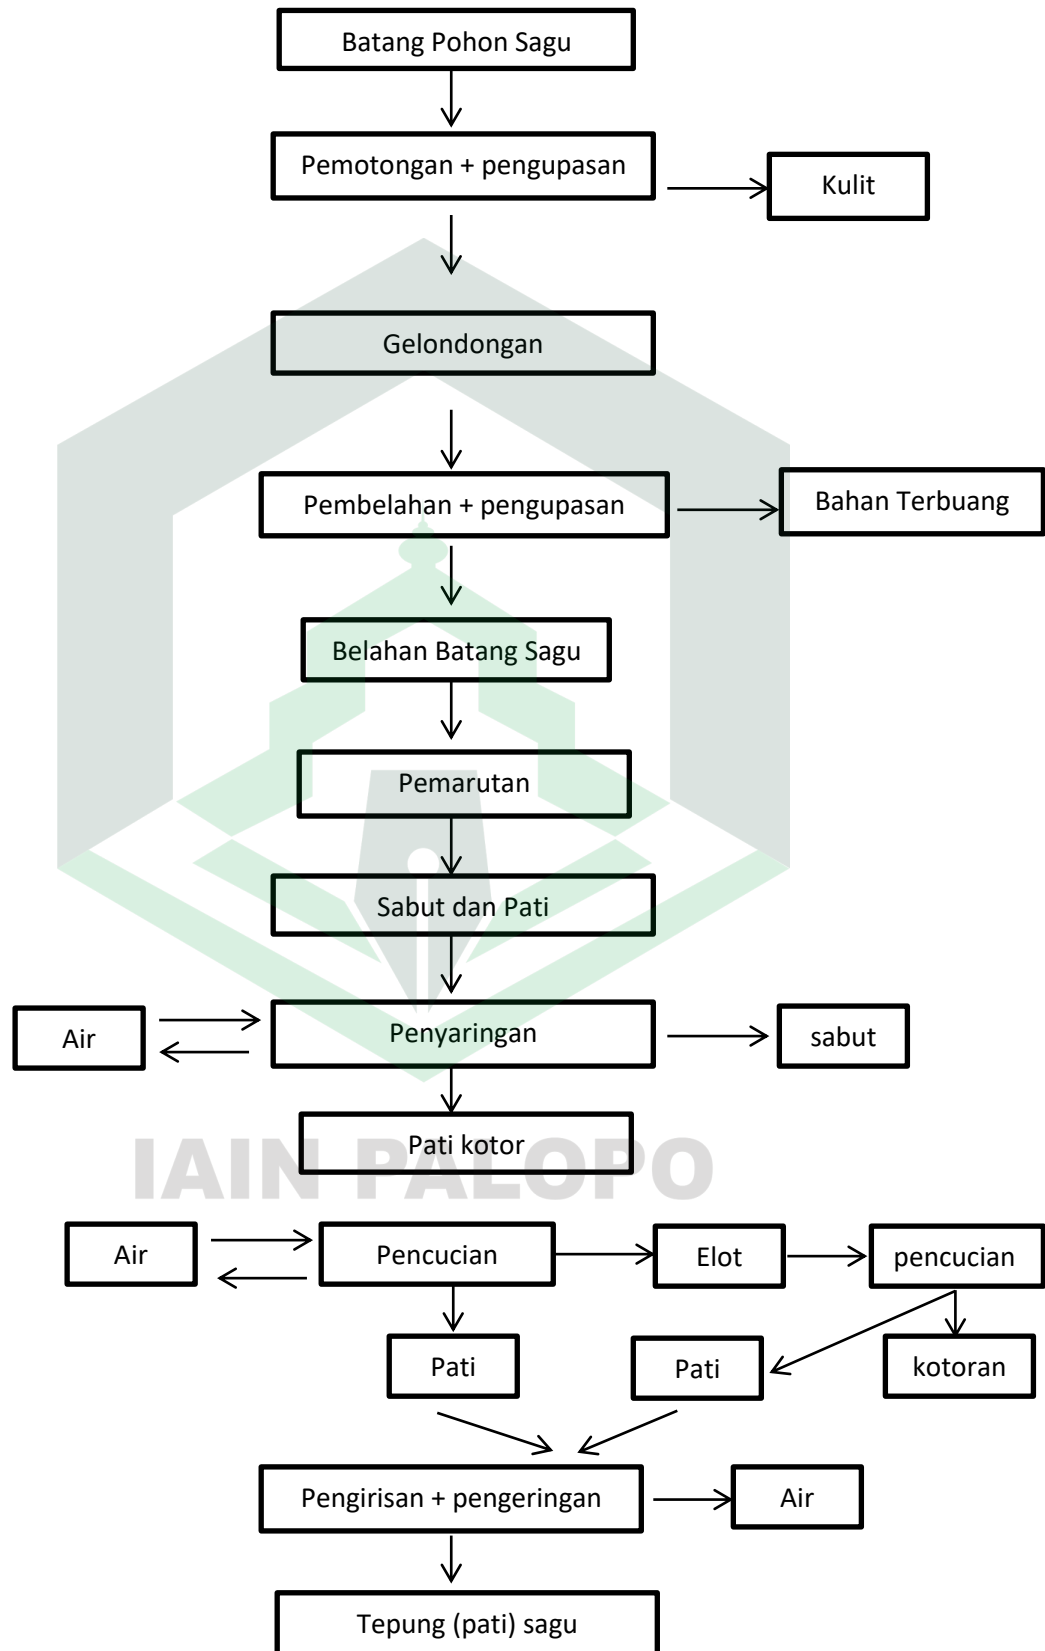 Batang Pohon Sagu
Pemotongan + pengupasan
Kulit
Gelondongan
Pembelahan + pengupasan
Bahan Terbuang
Belahan Batang Sagu
Pemarutan
Sabut dan Pati
Air
Penyaringan
sabut
Pati kotor
IAIN PALOPO
Air
Pencucian
Elot
pencucian
Pati
Pati
kotoran
Pengirisan + pengeringan
Air
Tepung (pati) sagu